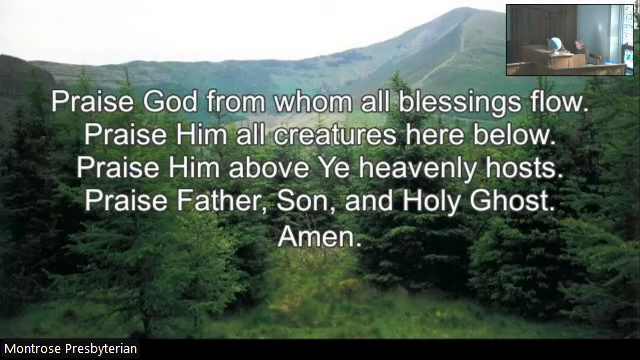 Praise God from whom all blessings flow.
Praise Him all creatures here below.
Praise Him above Ye heavenly hosts.
Praise Father, Son, and Holy Ghost.
Amen.
Montrose Presbyterian